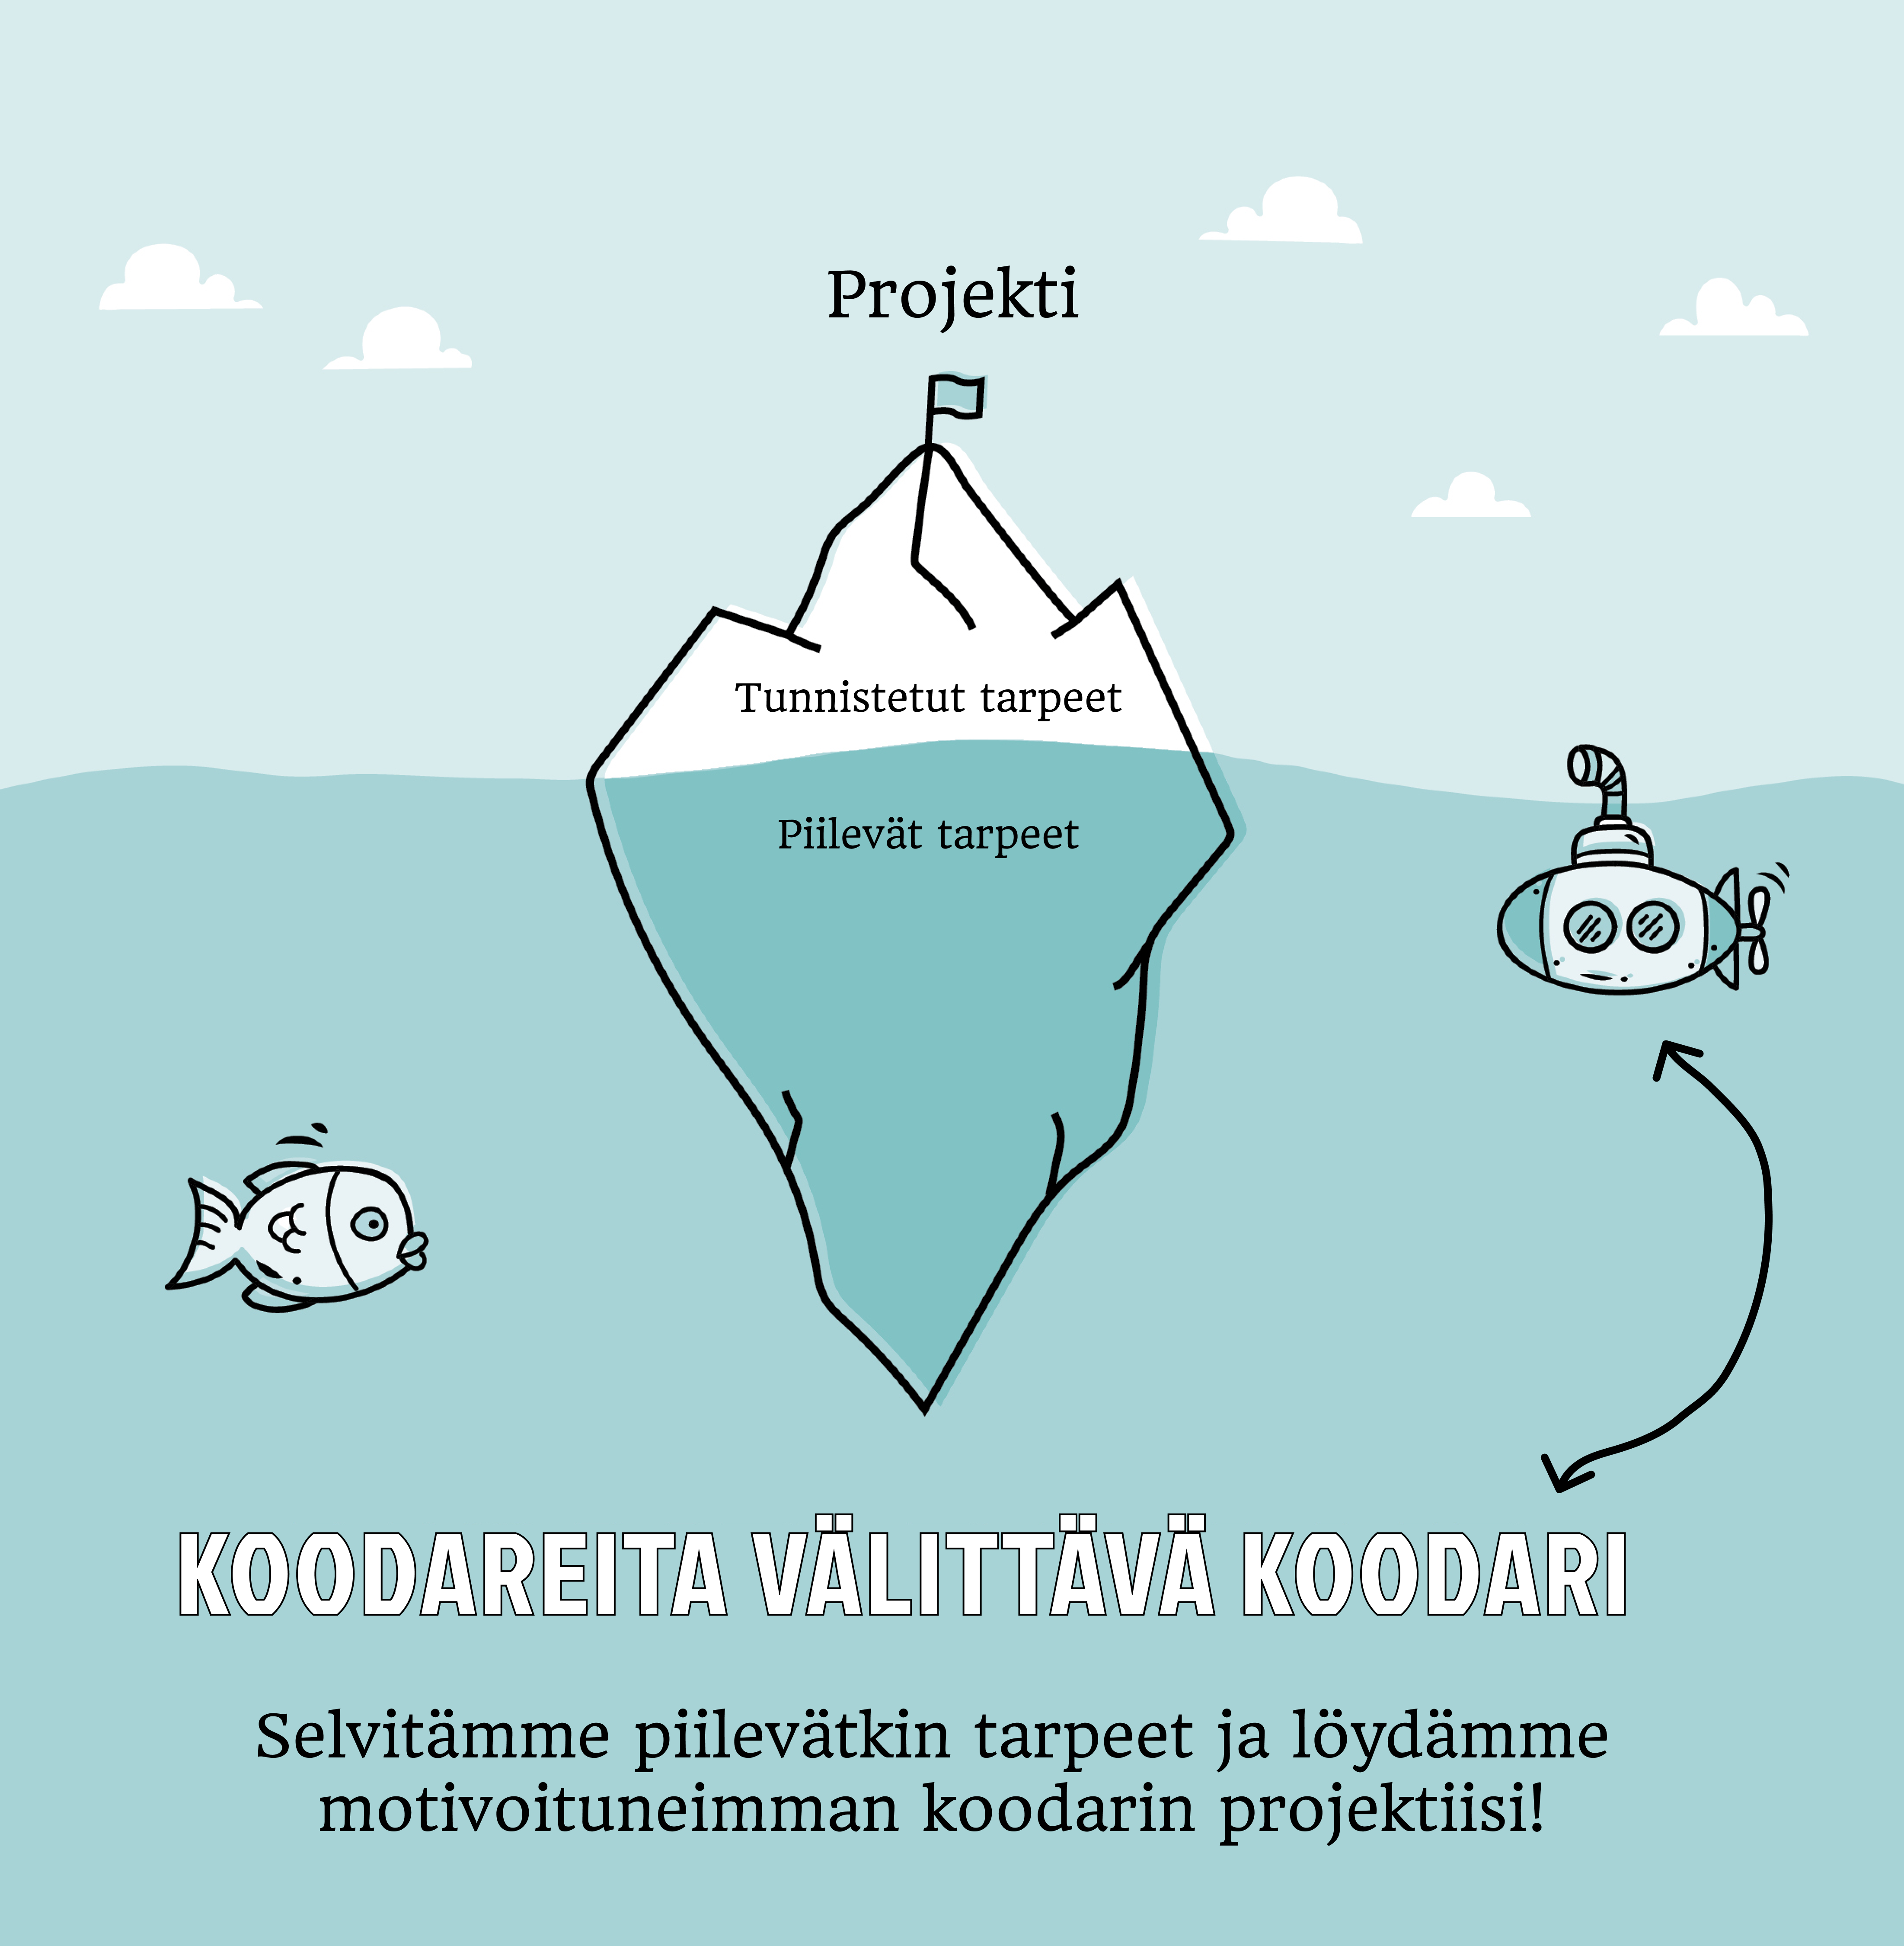 Projekti
Tunnistetut tarpeet
Piilevät tarpeet
KOODAREITA VÄLITTÄVÄ KOODARI
Selvitämme piilevätkin tarpeet ja löydämme
motivoituneimman koodarin projektiisi!